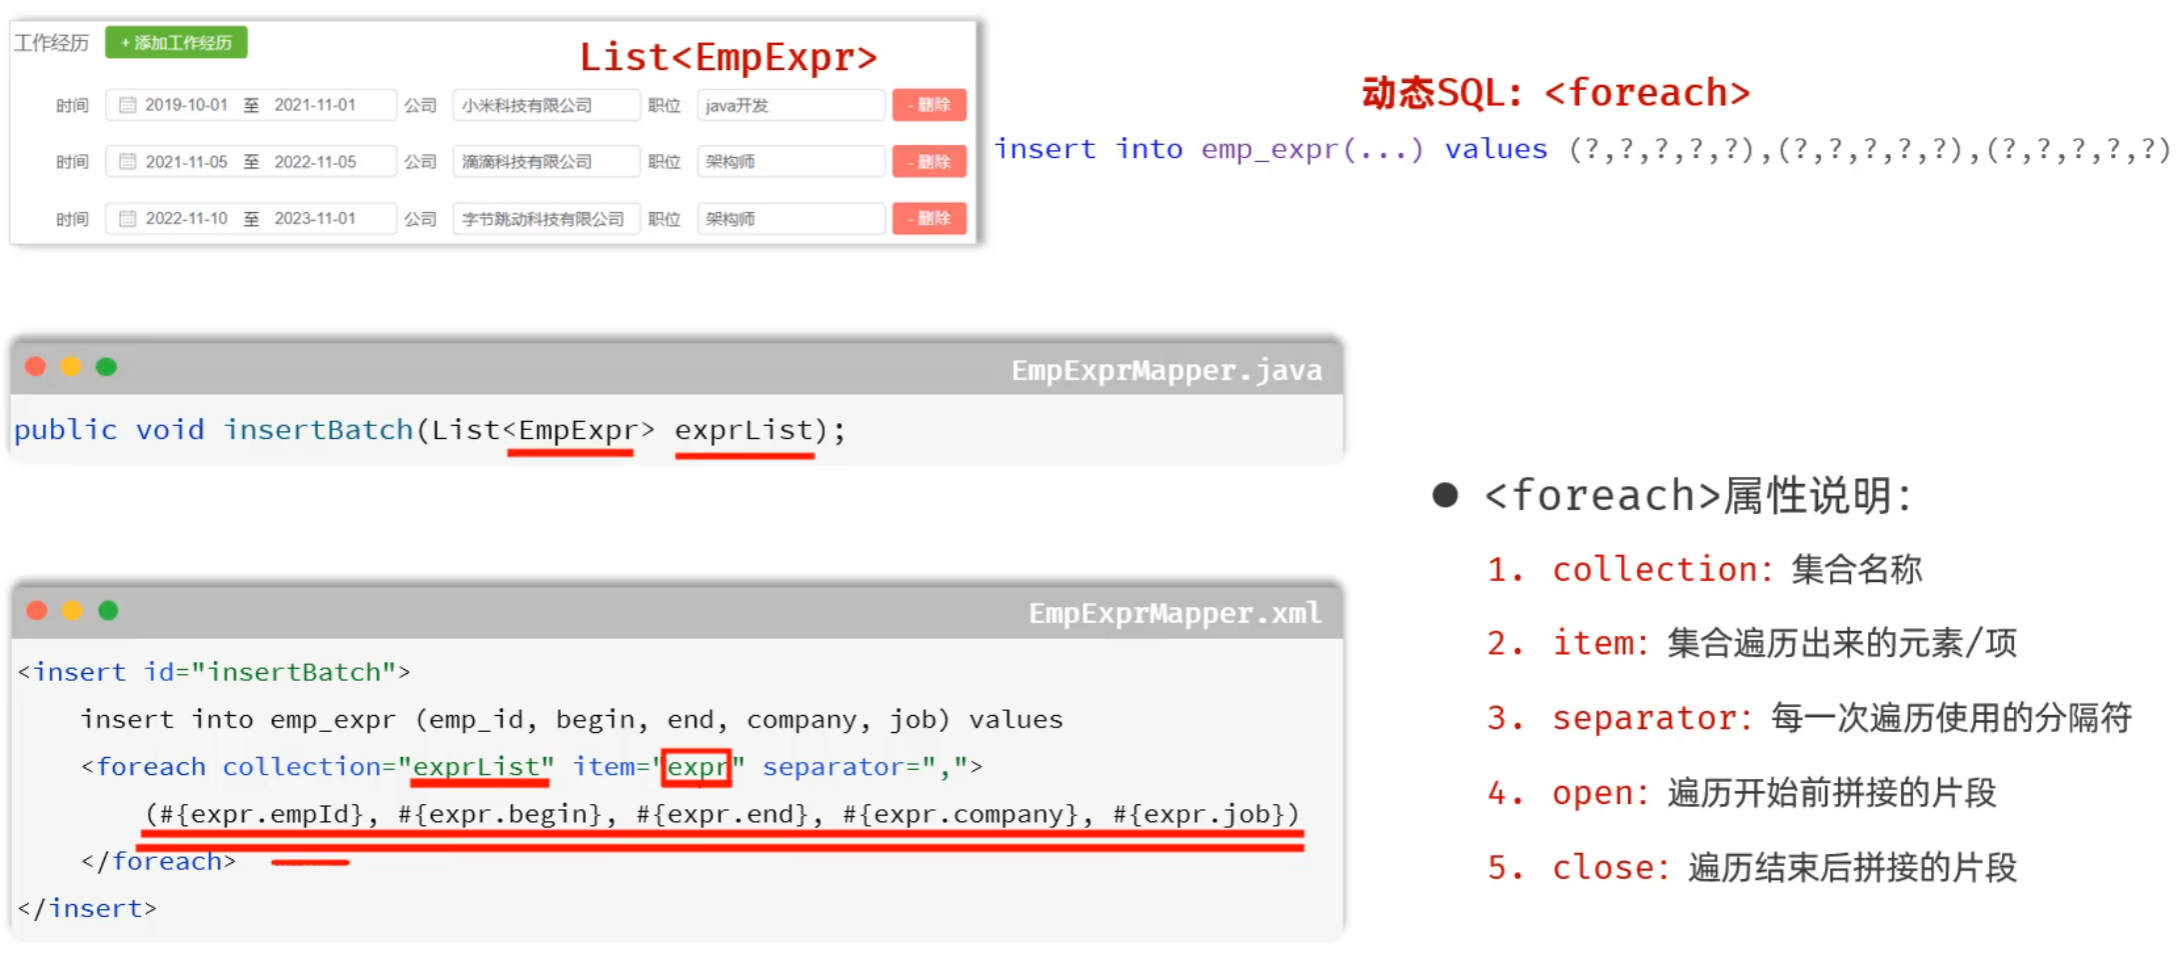 工作经历 + 添加工作经历
List<EmpExpr>
时间 2019-10-01 至 2021-11-01 公司 小米科技有限公司 职位 java开发 - 删除
时间 2021-11-05 至 2022-11-05 公司 滴滴科技有限公司 职位 架构师 - 删除
时间 2022-11-10 至 2023-11-01 公司 字节跳动科技有限公司 职位 架构师 - 删除
动态SQL: <foreach>
insert into emp_expr(...) values (?,?,?,?,?),(?,?,?,?,?),(?,?,?,?,?)
EmpExprMapper.java
public void insertBatch(List<EmpExpr> exprList);
EmpExprMapper.xml
<insert id="insertBatch">
insert into emp_expr (emp_id, begin, end, company, job) values
<foreach collection="exprList" item="expr" separator=",">
(#{expr.empId}, #{expr.begin}, #{expr.end}, #{expr.company}, #{expr.job})
</foreach>
</insert>
● <foreach>属性说明:
1. collection: 集合名称
2. item: 集合遍历出来的元素/项
3. separator: 每一次遍历使用的分隔符
4. open: 遍历开始前拼接的片段
5. close: 遍历结束后拼接的片段